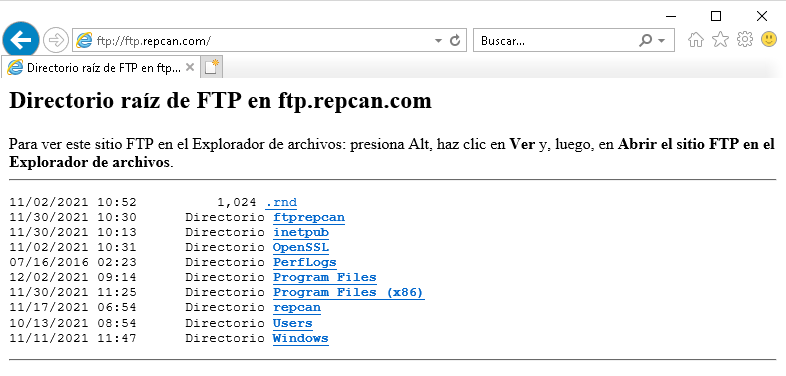 ftp://ftp.repcan.com/
Buscar...
Directorio raíz de FTP en ftp...
Directorio raíz de FTP en ftp.repcan.com
Para ver este sitio FTP en el Explorador de archivos: presiona Alt, haz clic en Ver y, luego, en Abrir el sitio FTP en el
Explorador de archivos.
11/02/2021 10:52 1,024 .rnd
11/30/2021 10:30 Directorio ftprepcan
11/30/2021 10:13 Directorio inetpub
11/02/2021 10:31 Directorio OpenSSL
07/16/2016 02:23 Directorio PerfLogs
12/02/2021 09:14 Directorio Program Files
11/30/2021 11:25 Directorio Program Files (x86)
11/17/2021 06:54 Directorio repcan
10/13/2021 08:54 Directorio Users
11/11/2021 11:47 Directorio Windows